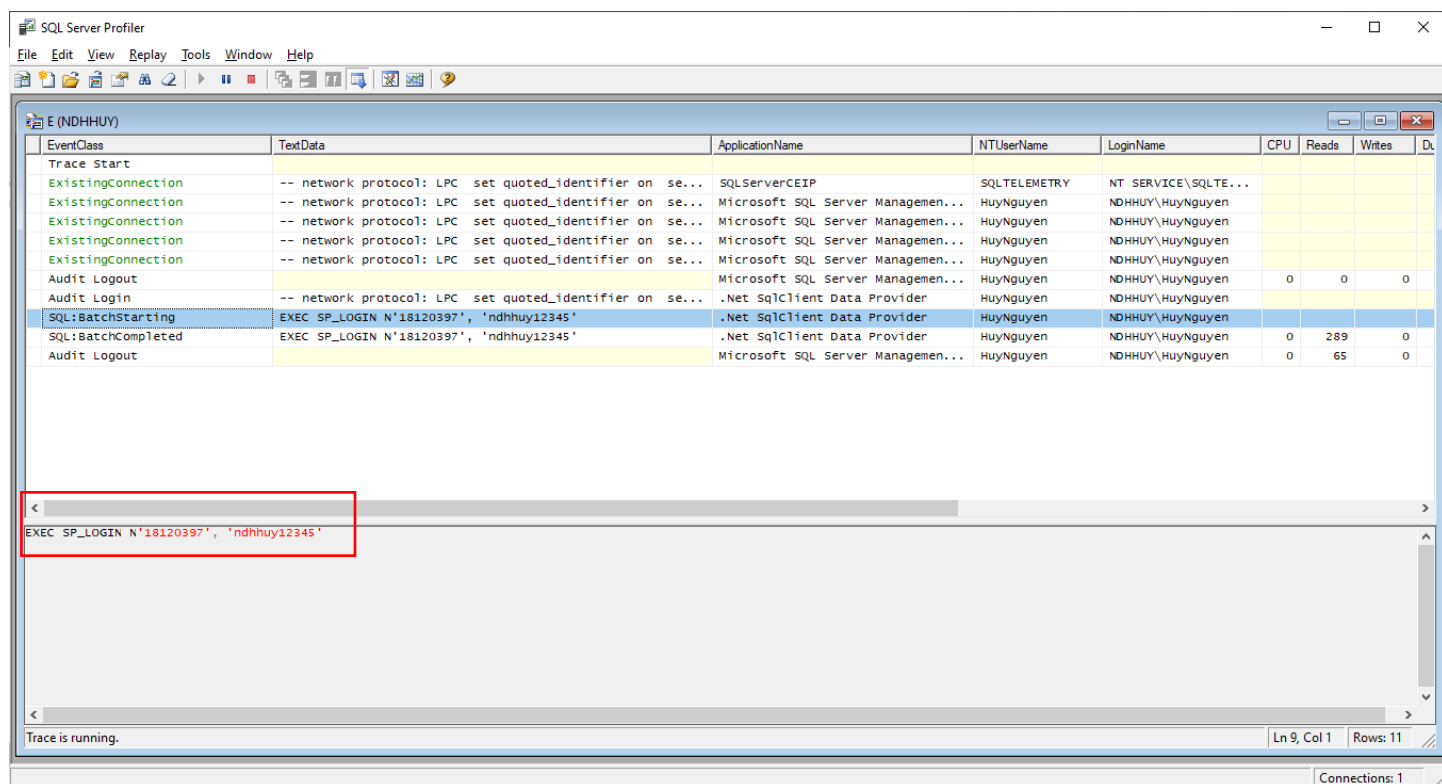 SQL Server Profiler
File Edit View Replay Tools Window Help
E (NDHHUY)
EventClass TextData ApplicationName NTUserName LoginName CPU Reads Writes Du
Trace Start
ExistingConnection -- network protocol: LPC set quoted_identifier on se... SQLServerCEIP SQLTELEMETRY NT SERVICE\SQLTE...
ExistingConnection -- network protocol: LPC set quoted_identifier on se... Microsoft SQL Server Managemen... HuyNguyen NDHHUY\HuyNguyen
ExistingConnection -- network protocol: LPC set quoted_identifier on se... Microsoft SQL Server Managemen... HuyNguyen NDHHUY\HuyNguyen
ExistingConnection -- network protocol: LPC set quoted_identifier on se... Microsoft SQL Server Managemen... HuyNguyen NDHHUY\HuyNguyen
ExistingConnection -- network protocol: LPC set quoted_identifier on se... Microsoft SQL Server Managemen... HuyNguyen NDHHUY\HuyNguyen
Audit Logout Microsoft SQL Server Managemen... HuyNguyen NDHHUY\HuyNguyen 0 0 0
Audit Login -- network protocol: LPC set quoted_identifier on se... .Net SqlClient Data Provider HuyNguyen NDHHUY\HuyNguyen
SQL:BatchStarting EXEC SP_LOGIN N'18120397', 'ndhhuy12345' .Net SqlClient Data Provider HuyNguyen NDHHUY\HuyNguyen
SQL:BatchCompleted EXEC SP_LOGIN N'18120397', 'ndhhuy12345' .Net SqlClient Data Provider HuyNguyen NDHHUY\HuyNguyen 0 289 0
Audit Logout Microsoft SQL Server Managemen... HuyNguyen NDHHUY\HuyNguyen 0 65 0
EXEC SP_LOGIN N'18120397', 'ndhhuy12345'
Trace is running. Ln 9, Col 1 Rows: 11
Connections: 1